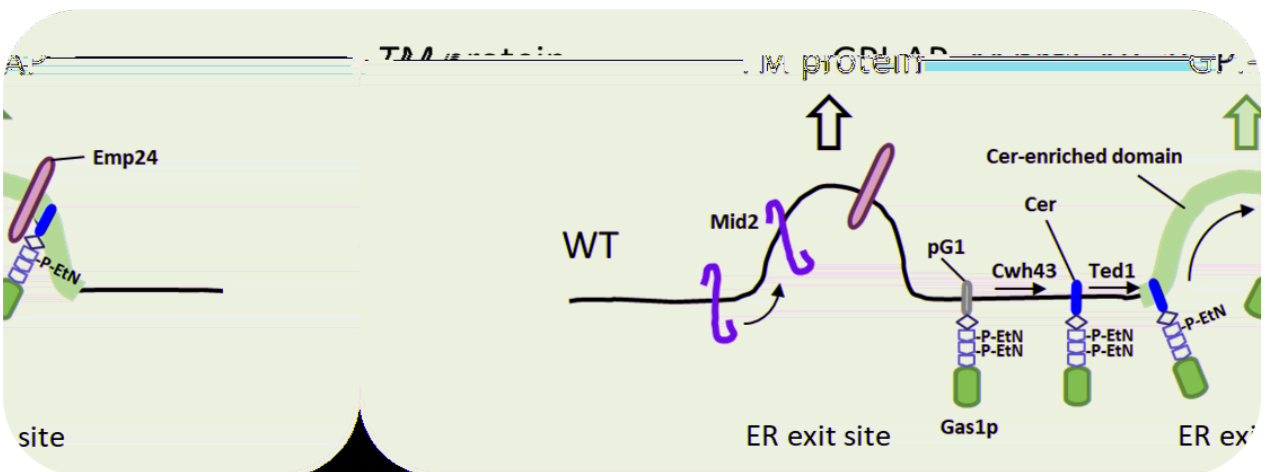 TM protein
Emp24
Cer-enriched domain
Cer
Mid2
WT
pG1
Cwh43
Ted1
-P-EtN
-P-EtN
-P-EtN
-P-EtN
-P-EtN
-P-EtN
Gas1p
site
ER exit site